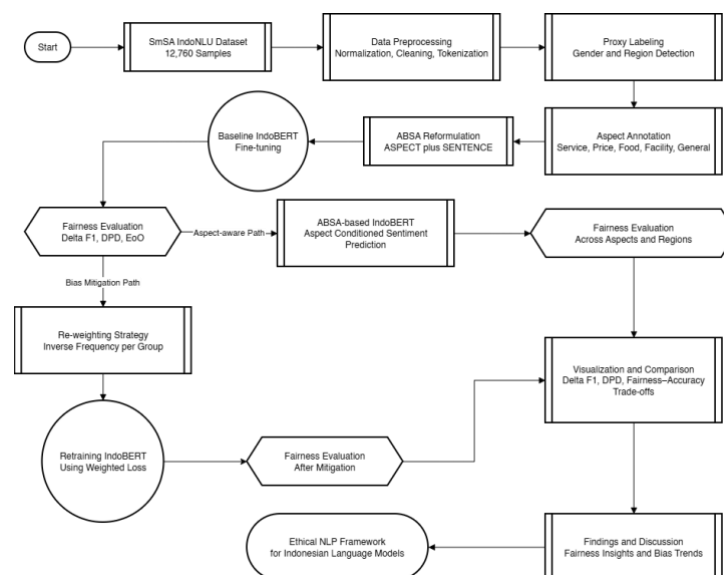 Start
SmSA IndoNLU Dataset
12,760 Samples
Data Preprocessing
Normalization, Cleaning, Tokenization
Proxy Labeling
Gender and Region Detection
Aspect Annotation
Service, Price, Food, Facility, General
ABSA Reformulation
ASPECT plus SENTENCE
Baseline IndoBERT
Fine-tuning
Fairness Evaluation
Delta F1, DPD, EoO
Aspect-aware Path
ABSA-based IndoBERT
Aspect Conditioned Sentiment
Prediction
Fairness Evaluation
Across Aspects and Regions
Bias Mitigation Path
Re-weighting Strategy
Inverse Frequency per Group
Retraining IndoBERT
Using Weighted Loss
Fairness Evaluation
After Mitigation
Visualization and Comparison
Delta F1, DPD, Fairness–Accuracy
Trade-offs
Findings and Discussion
Fairness Insights and Bias Trends
Ethical NLP Framework
for Indonesian Language Models